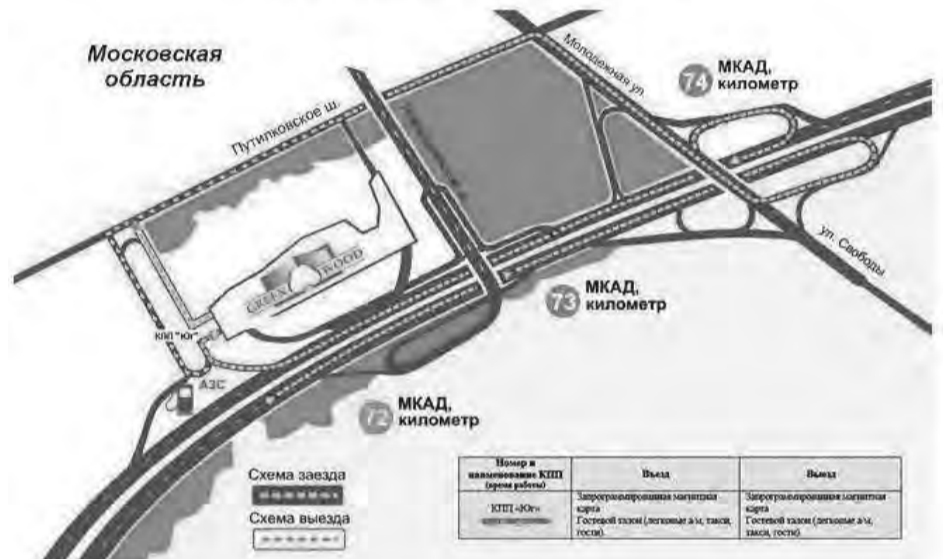 Московская
область
Путилковское ш.
Молодежная ул.
74
МКАД,
километр
ул. Свободы
GREEN WOOD
73
МКАД,
километр
КПП "Юг"
АЗС
72
МКАД,
километр
Схема заезда
Схема выезда
Номер и
наименование КПП
(время работы)
Въезд
Выезд
КПП «Юг»
Запрограммированная магнитная
карта
Гостевой талон (легковые а/м, такси,
гости)
Запрограммированная магнитная
карта
Гостевой талон (легковые а/м,
такси, гости)